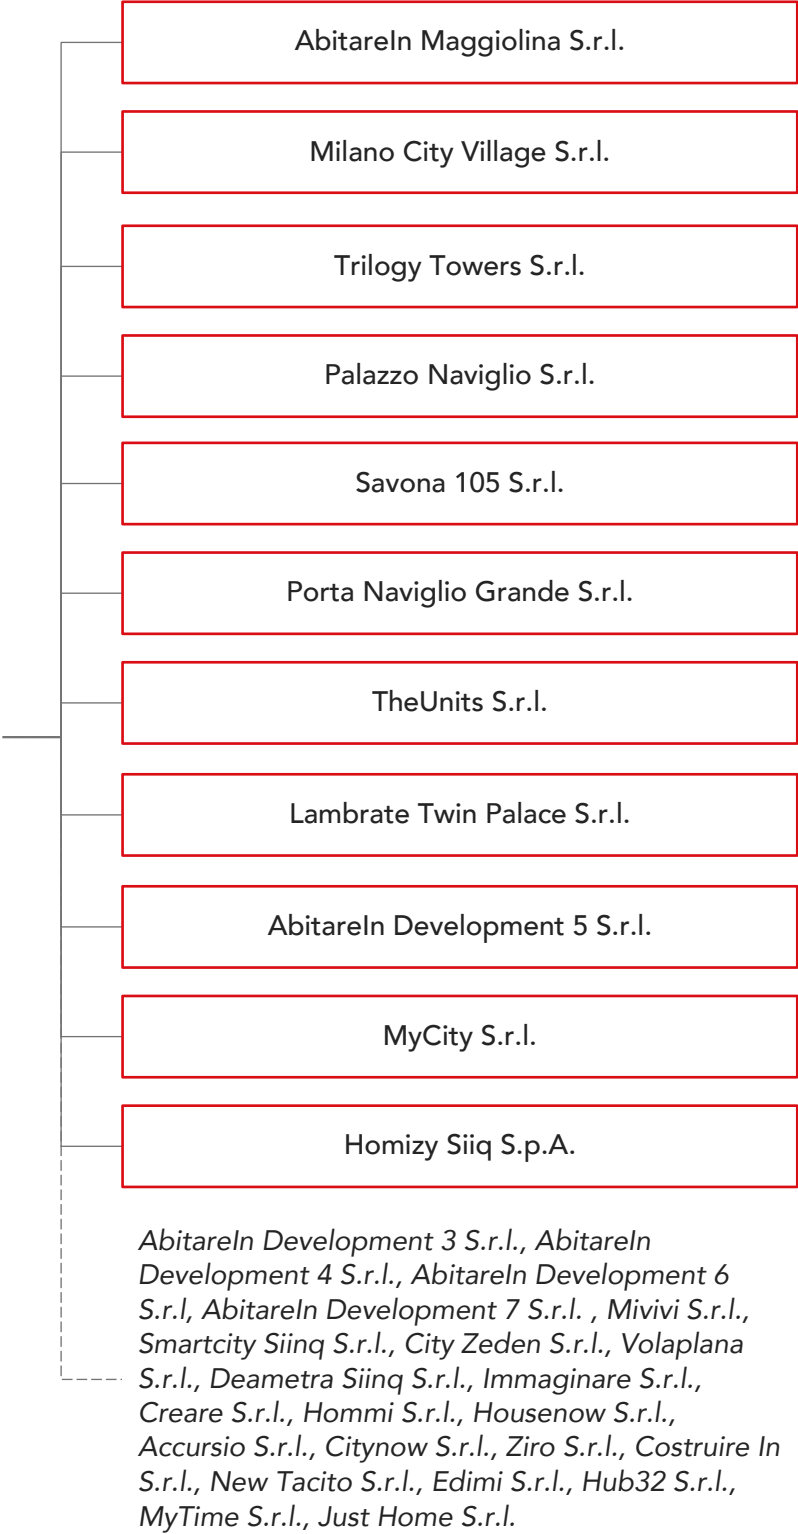 AbitareIn Maggiolina S.r.l.
Milano City Village S.r.l.
Trilogy Towers S.r.l.
Palazzo Naviglio S.r.l.
Savona 105 S.r.l.
Porta Naviglio Grande S.r.l.
TheUnits S.r.l.
Lambrate Twin Palace S.r.l.
AbitareIn Development 5 S.r.l.
MyCity S.r.l.
Homizy Siiq S.p.A.
AbitareIn Development 3 S.r.l., AbitareIn
Development 4 S.r.l., AbitareIn Development 6
S.r.l, AbitareIn Development 7 S.r.l. , Mivivi S.r.l.,
Smartcity Siinq S.r.l., City Zeden S.r.l., Volaplana
S.r.l., Deametra Siinq S.r.l., Immaginare S.r.l.,
Creare S.r.l., Hommi S.r.l., Housenow S.r.l.,
Accursio S.r.l., Citynow S.r.l., Ziro S.r.l., Costruire In
S.r.l., New Tacito S.r.l., Edimi S.r.l., Hub32 S.r.l.,
MyTime S.r.l., Just Home S.r.l.